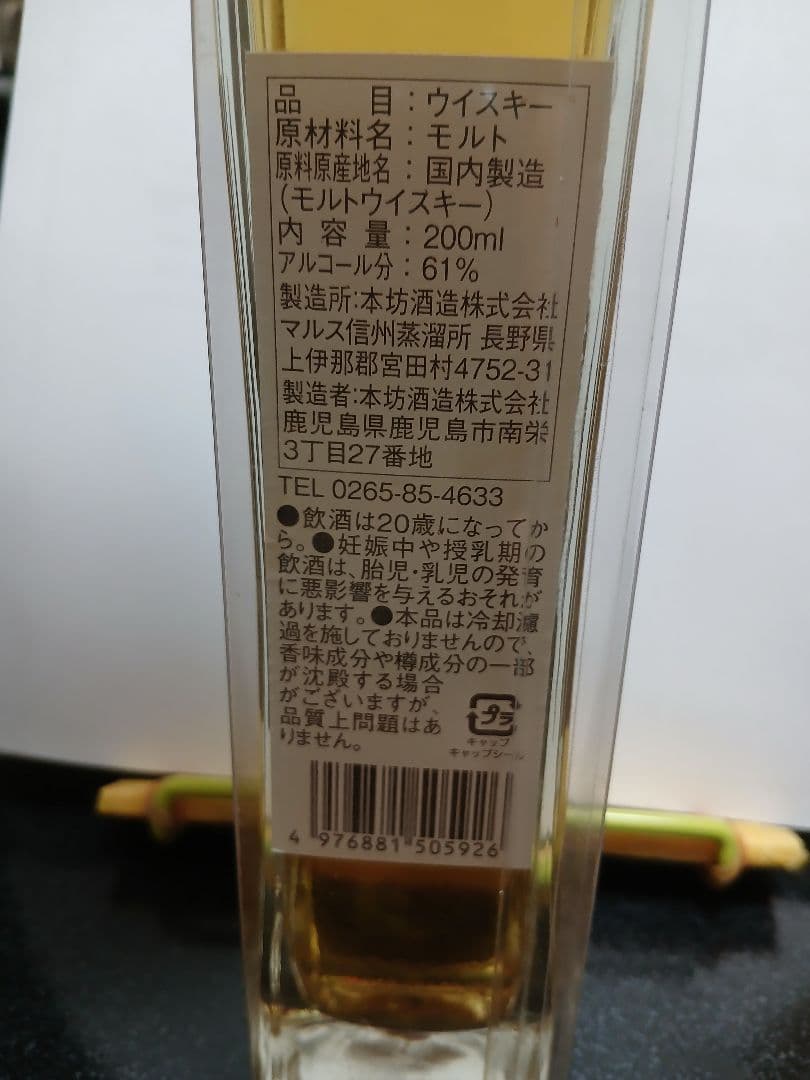 品目：ウイスキー
原材料名：モルト
原料原産地名：国内製造
（モルトウイスキー）
内容量：200ml
アルコール分：61%
製造所：本坊酒造株式会社
マルス信州蒸溜所 長野県
上伊那郡宮田村4752-31
製造者：本坊酒造株式会社
鹿児島県鹿児島市南栄
3丁目27番地
TEL 0265-85-4633
●飲酒は20歳になってか
ら。●妊娠中や授乳期の
飲酒は、胎児・乳児の発育
に悪影響を与えるおそれが
あります。●本品は冷却濾
過を施しておりませんので、
香味成分や樽成分の一部
が沈殿する場合
がございますが、
品質上問題はあ
りません。
プラ
キャップ
キャップシール
4 976881 505926